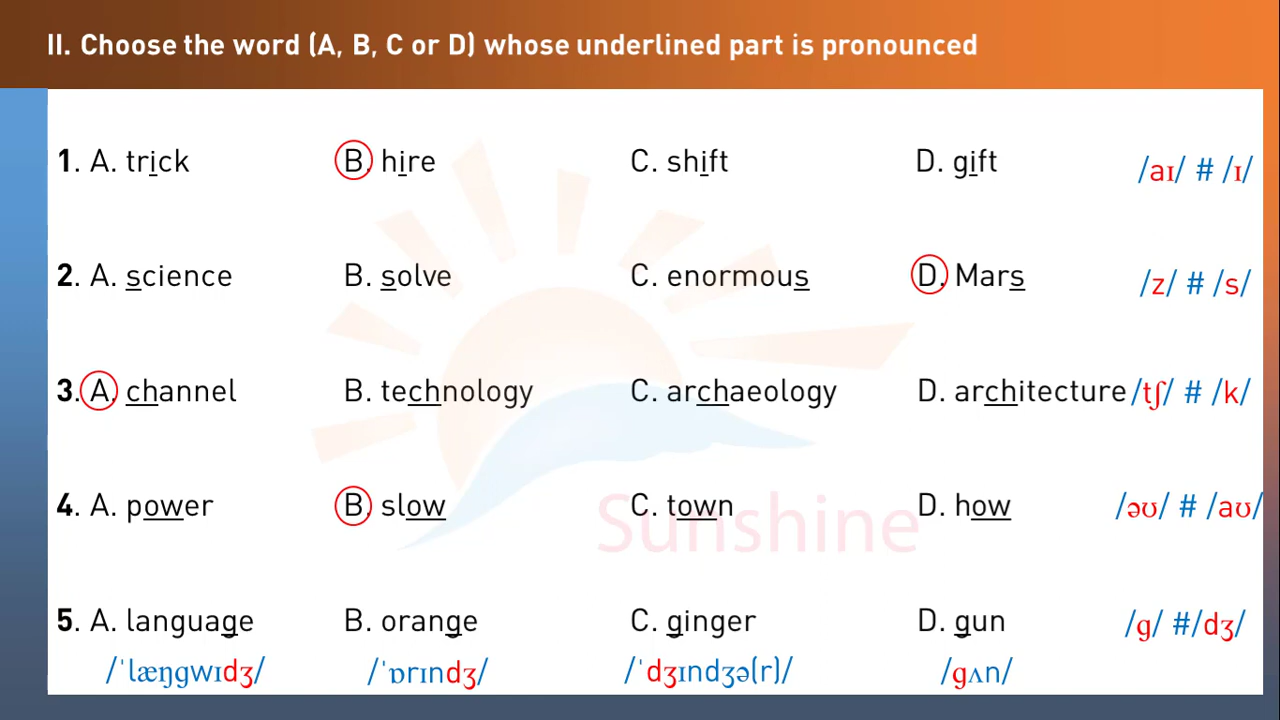 II. Choose the word (A, B, C or D) whose underlined part is pronounced
1. A. trick B. hire C. shift D. gift /aɪ/ # /ɪ/
2. A. science B. solve C. enormous D. Mars /z/ # /s/
3. A. channel B. technology C. archaeology D. architecture /tʃ/ # /k/
4. A. power B. slow C. town D. how /əʊ/ # /aʊ/
Sunshine
5. A. language B. orange C. ginger D. gun /ɡ/ #/dʒ/
/ˈlæŋɡwɪdʒ/ /ˈɒrɪndʒ/ /ˈdʒɪndʒə(r)/ /ɡʌn/